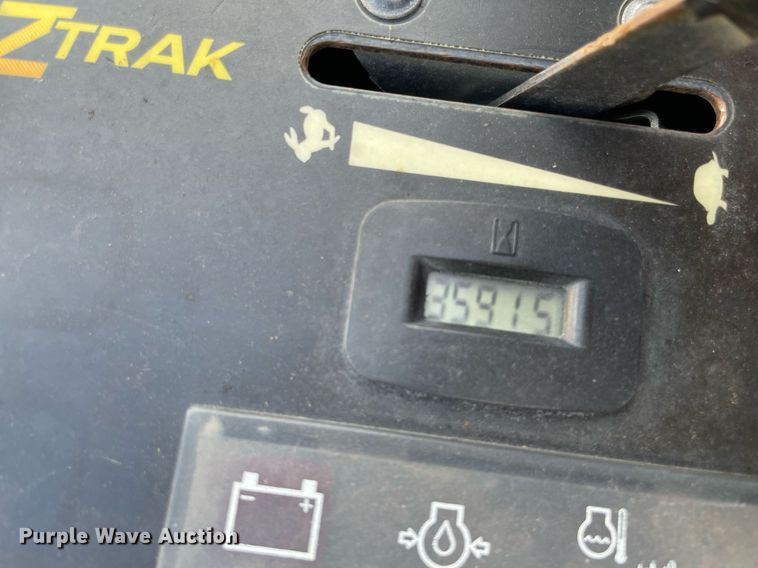 ZTRAK
35915
- +
Purple Wave Auction